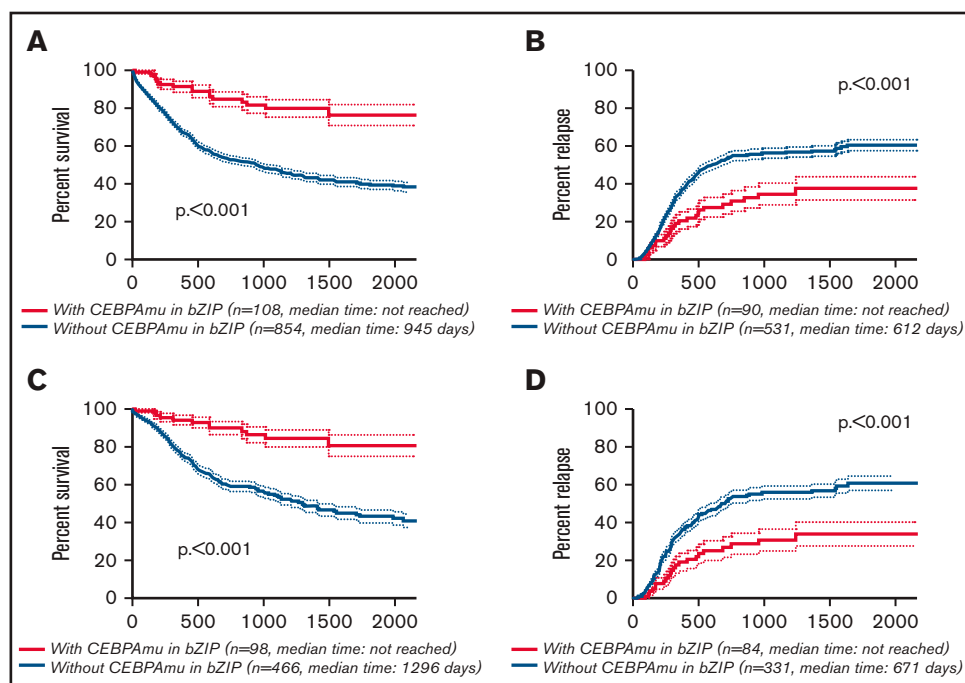 A
Percent survival
100
80
60
40
20
0
p.<0.001
0 500 1000 1500 2000
With CEBPAmu in bZIP (n=108, median time: not reached)
Without CEBPAmu in bZIP (n=854, median time: 945 days)
B
Percent relapse
100
80
60
40
20
0
p.<0.001
0 500 1000 1500 2000
With CEBPAmu in bZIP (n=90, median time: not reached)
Without CEBPAmu in bZIP (n=531, median time: 612 days)
C
Percent survival
100
80
60
40
20
0
p.<0.001
0 500 1000 1500 2000
With CEBPAmu in bZIP (n=98, median time: not reached)
Without CEBPAmu in bZIP (n=466, median time: 1296 days)
D
Percent relapse
100
80
60
40
20
0
p.<0.001
0 500 1000 1500 2000
With CEBPAmu in bZIP (n=84, median time: not reached)
Without CEBPAmu in bZIP (n=331, median time: 671 days)